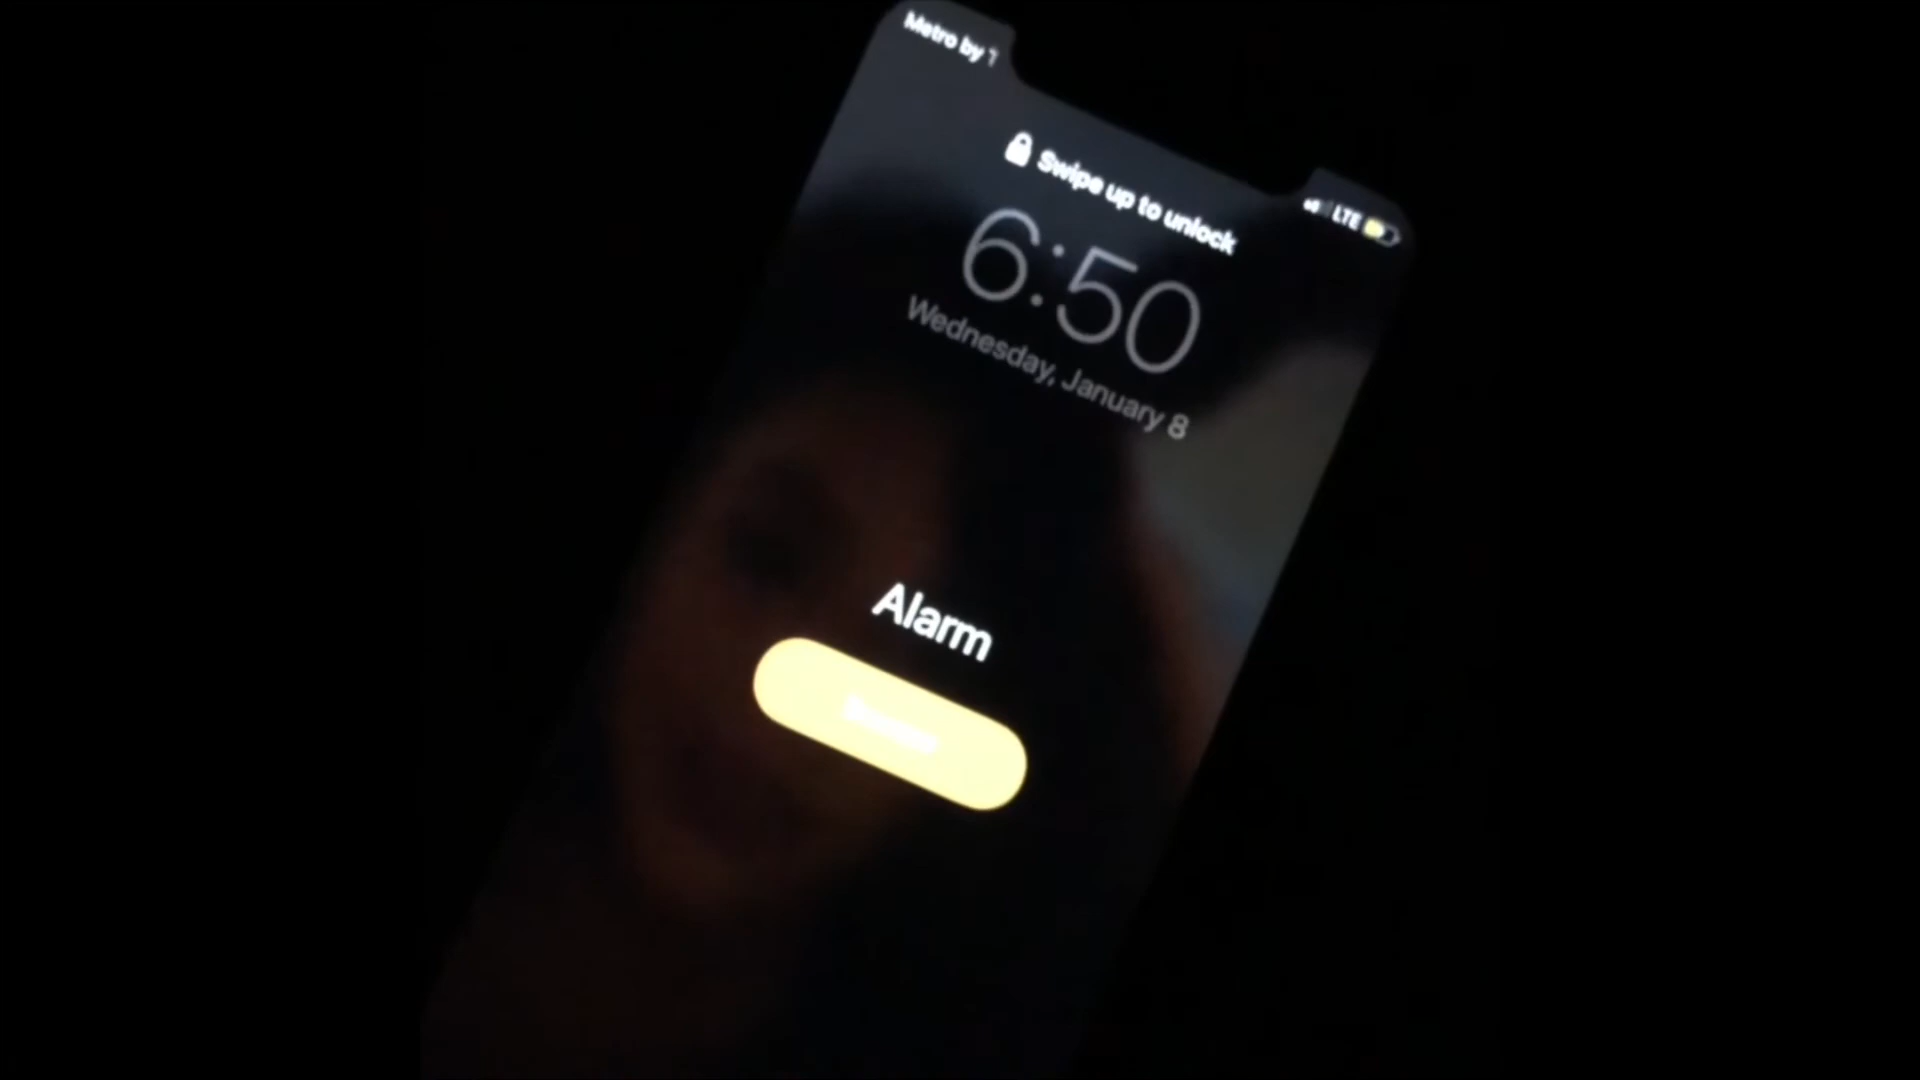 Metro by T
LTE
Swipe up to unlock
6:50
Wednesday, January 8
Alarm